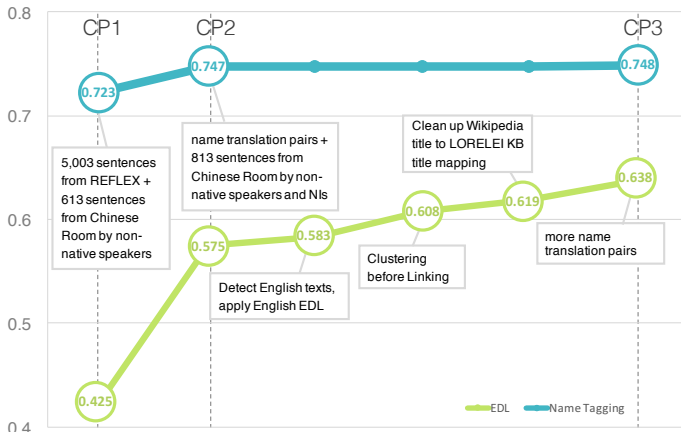 0.8
CP1
CP2
CP3
0.747
0.748
0.723
0.7
Clean up Wikipedia
title to LORELEI KB
title mapping
name translation pairs +
813 sentences from
Chinese Room by non-
native speakers and NIs
5,003 sentences
from REFLEX +
613 sentences
from Chinese
Room by non-
native speakers
0.638
0.619
0.608
0.6
0.583
0.575
more name
translation pairs
Clustering
before Linking
Detect English texts,
apply English EDL
0.5
0.425
EDL
Name Tagging
0.4